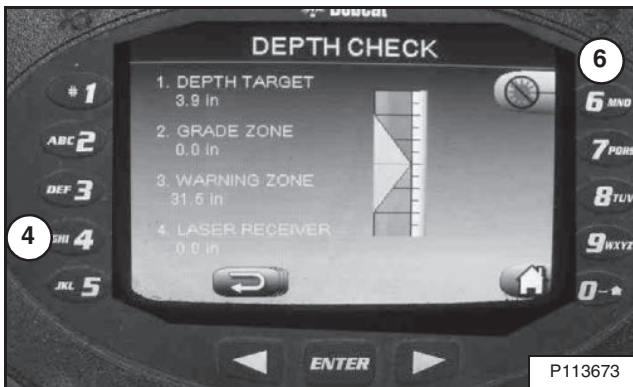 Bobcat
DEPTH CHECK
1. DEPTH TARGET
3.9 in
2. GRADE ZONE
0.0 in
3. WARNING ZONE
31.5 in
4. LASER RECEIVER
0.0 in
# 1
ABC 2
DEF 3
4
GHI 4
JKL 5
6
6 MNO
7 PQRS
8 TUV
9 WXYZ
0-
ENTER
P113673